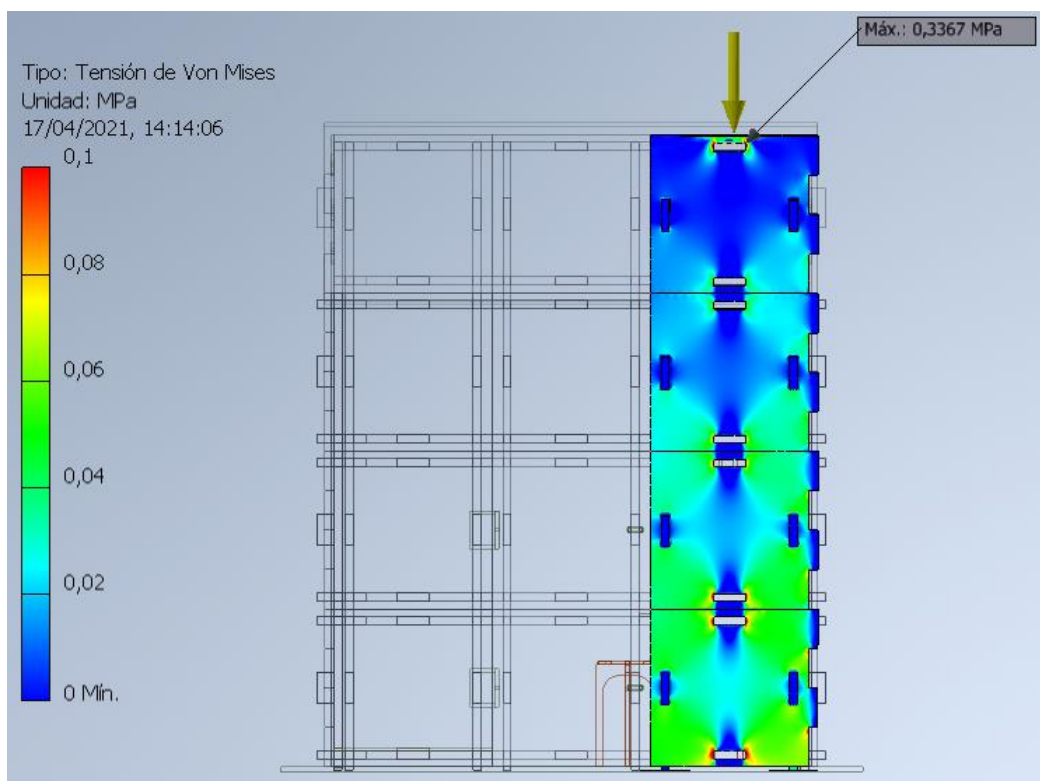 Máx.: 0,3367 MPa
Tipo: Tensión de Von Mises
Unidad: MPa
17/04/2021, 14:14:06
0,1
0,08
0,06
0,04
0,02
0 Mín.